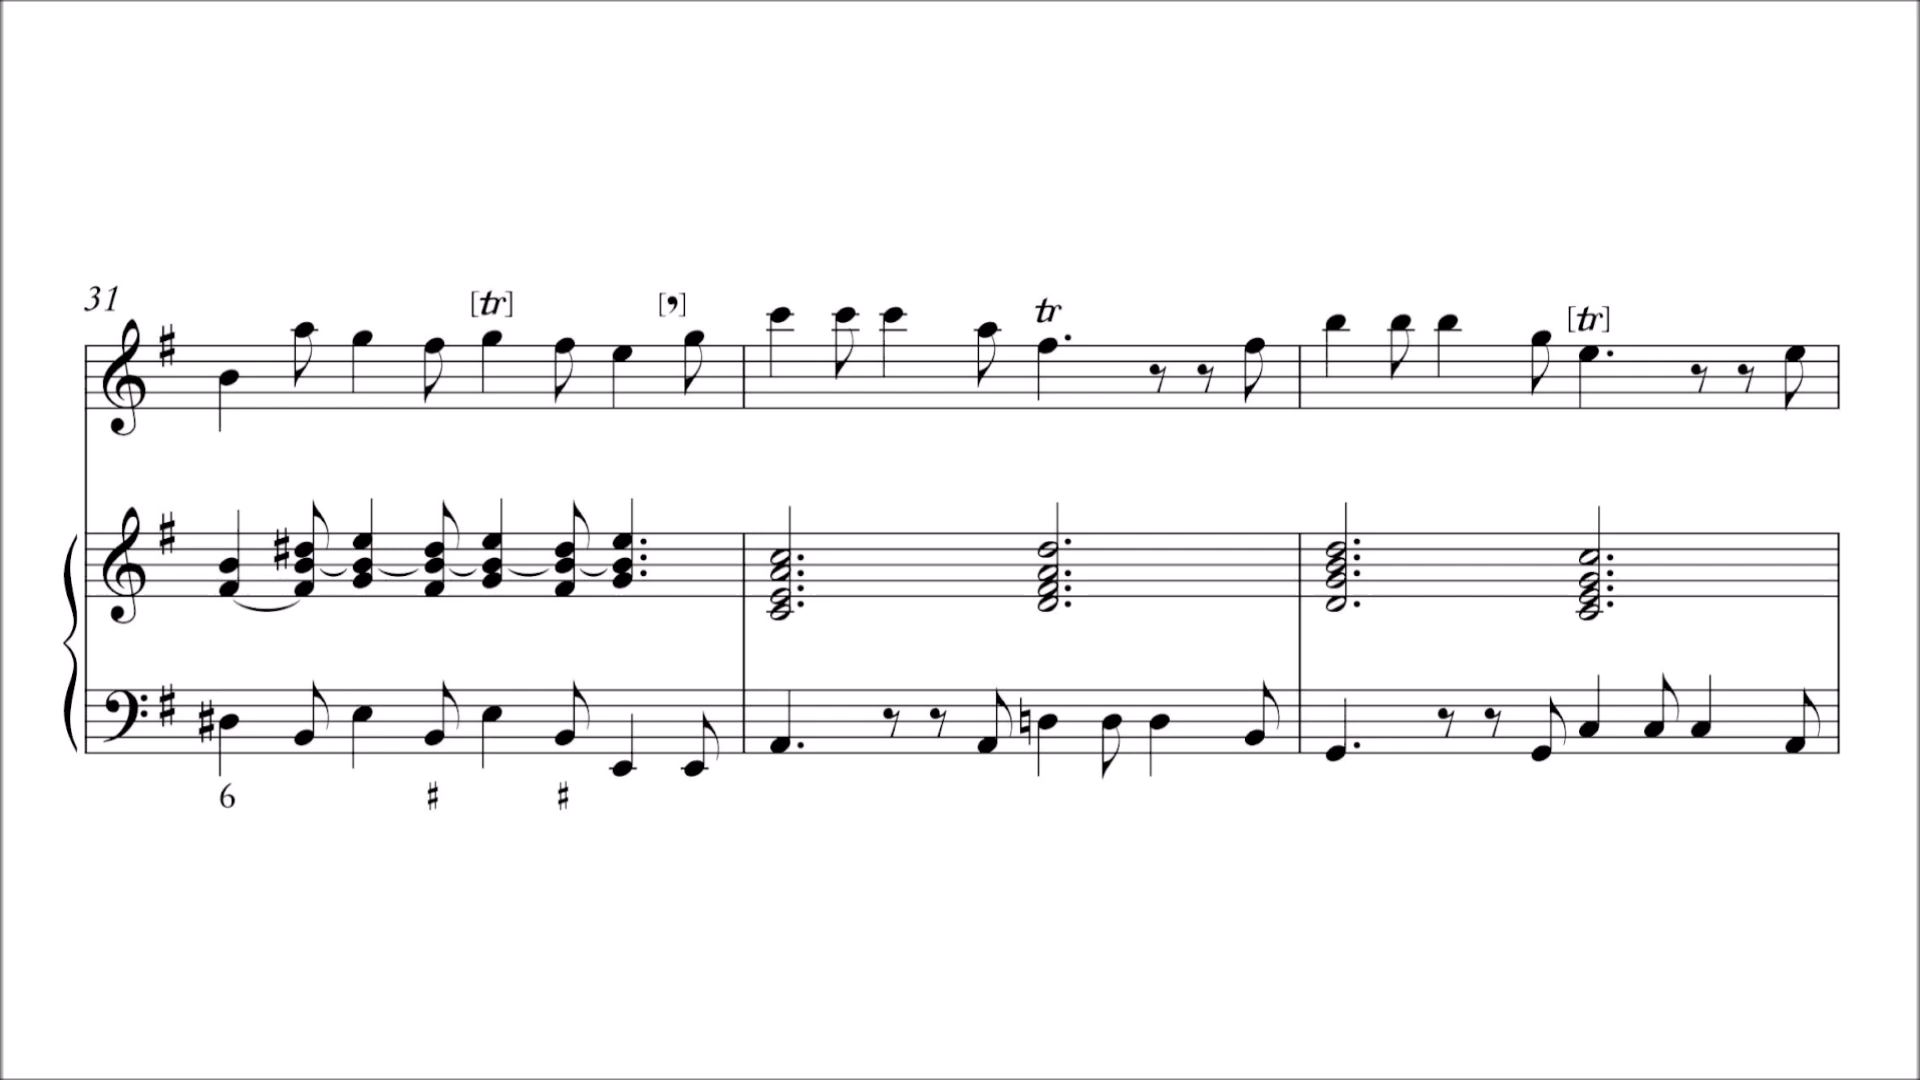 31
[tr] [,] tr [tr]
6 ♯ ♯